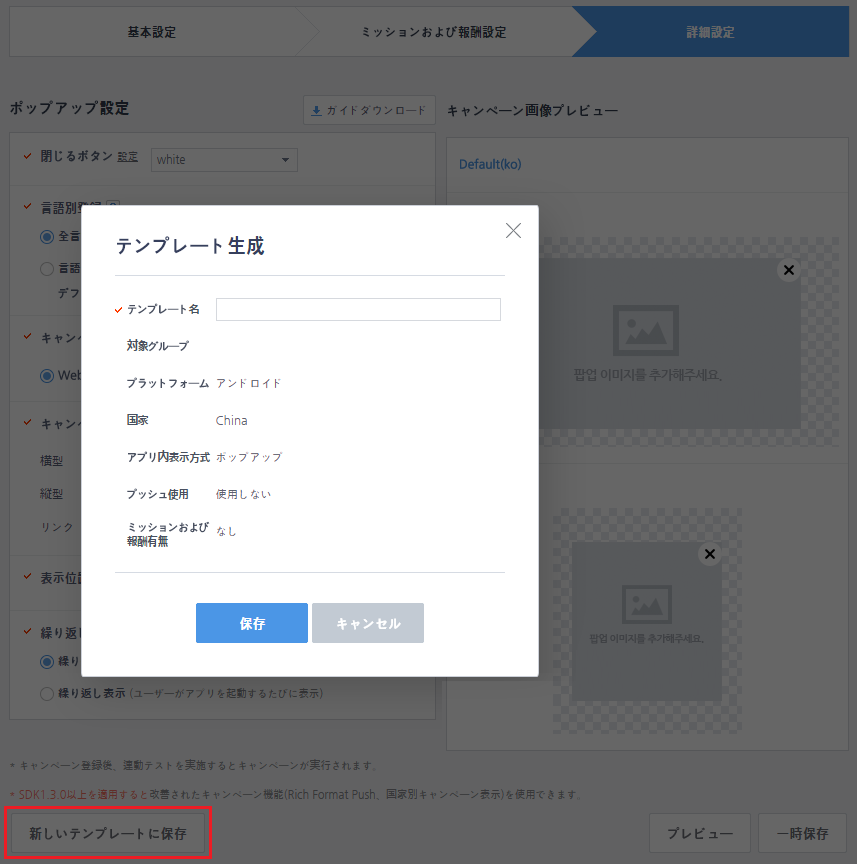 基本設定
ミッションおよび報酬設定
詳細設定
ポップアップ設定
ガイドダウンロード
キャンペーン画像プレビュー
閉じるボタン 設定
white
Default(ko)
言語別登録
全言
言語
デフ
キャンペ
Web
キャンペ
横型
縦型
リンク
表示位置
繰り返し
繰り
繰り返し表示 (ユーザーがアプリを起動するたびに表示)
テンプレート生成
テンプレート名
対象グループ
プラットフォーム アンドロイド
国家 China
アプリ内表示方式 ポップアップ
プッシュ使用 使用しない
ミッションおよび
報酬有無
なし
保存
キャンセル
팝업 이미지를 추가해주세요.
팝업 이미지를 추가해주세요.
* キャンペーン登録後、連動テストを実施するとキャンペーンが実行されます。
* SDK1.3.0以上を適用すると改善されたキャンペーン機能(Rich Format Push、国家別キャンペーン表示)を使用できます。
新しいテンプレートに保存
プレビュー
一時保存